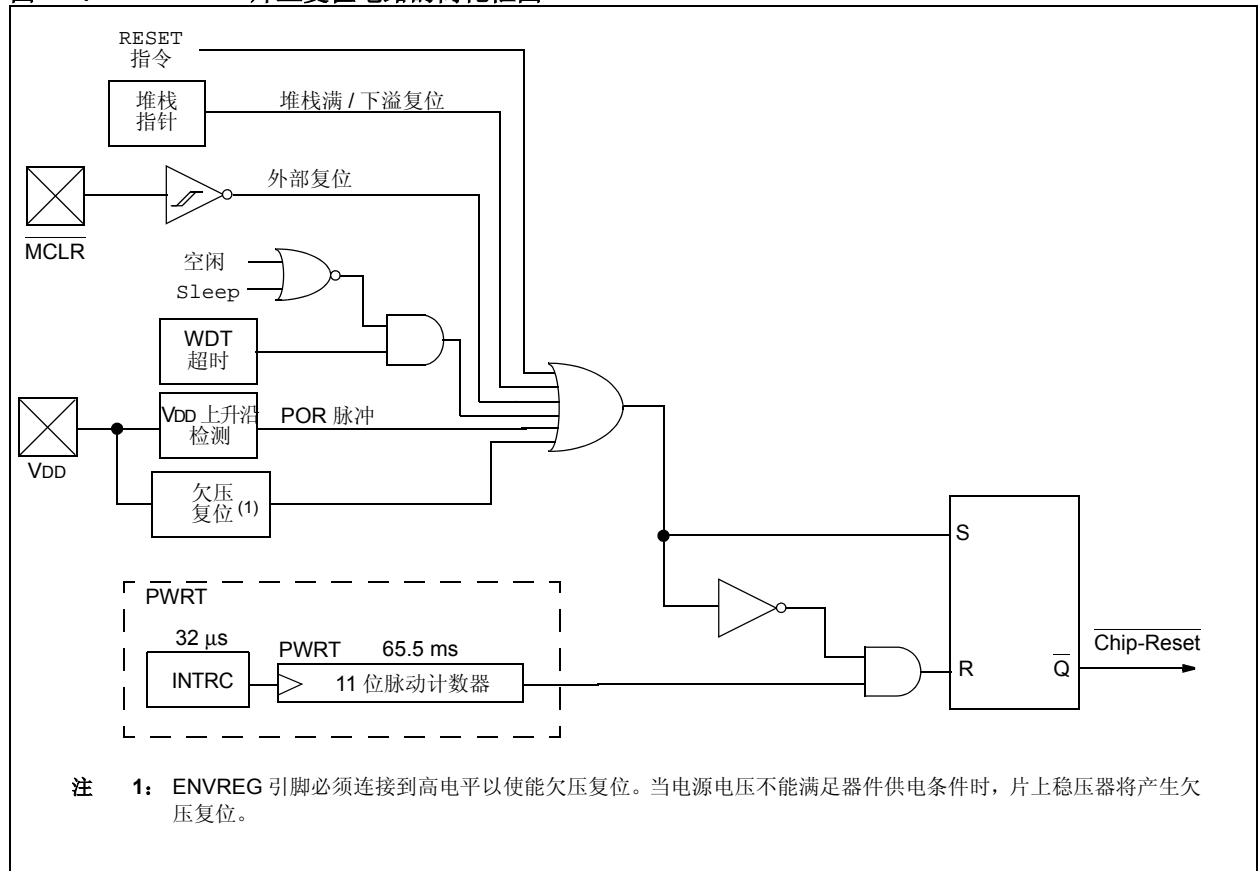 RESET
指令
堆栈
指针
堆栈满 / 下溢复位
外部复位
MCLR
空闲
Sleep
WDT
超时
VDD 上升沿
检测
POR 脉冲
VDD
欠压
复位 (1)
S
PWRT
32 μs
PWRT 65.5 ms
INTRC
11 位脉动计数器
R
Q
Chip-Reset
注 1: ENVREG 引脚必须连接到高电平以使能欠压复位。当电源电压不能满足器件供电条件时，片上稳压器将产生欠
压复位。